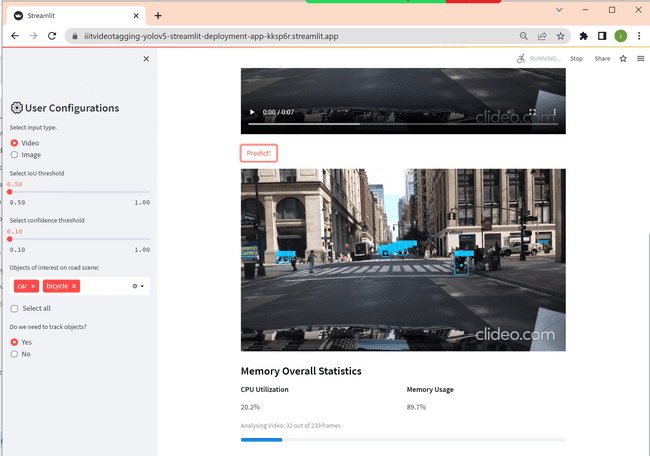 Streamlit
iiitvideotagging-yolov5-streamlit-deployment-app-kksp6r.streamlit.app
RUNNING...
Stop
Share
User Configurations
Select input type.
Video
Image
Select IoU threshold
0.50
0.50
1.00
Select confidence threshold
0.10
0.10
1.00
Objects of interest on road scene:
car
bicycle
Select all
Do we need to track objects?
Yes
No
0:00 / 0:07
clideo.com
Predict!
clideo.com
Memory Overall Statistics
CPU Utilization
Memory Usage
20.2%
89.7%
Analysing Video: 32 out of 239 frames